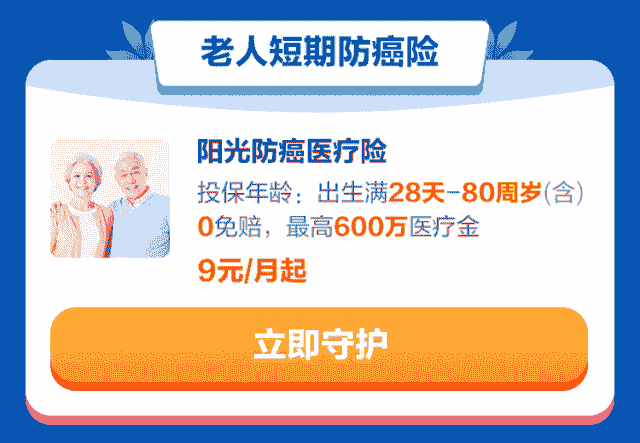 老人短期防癌险
阳光防癌医疗险
投保年龄：出生满28天-80周岁(含)
0免赔，最高600万医疗金
9元/月起
立即守护